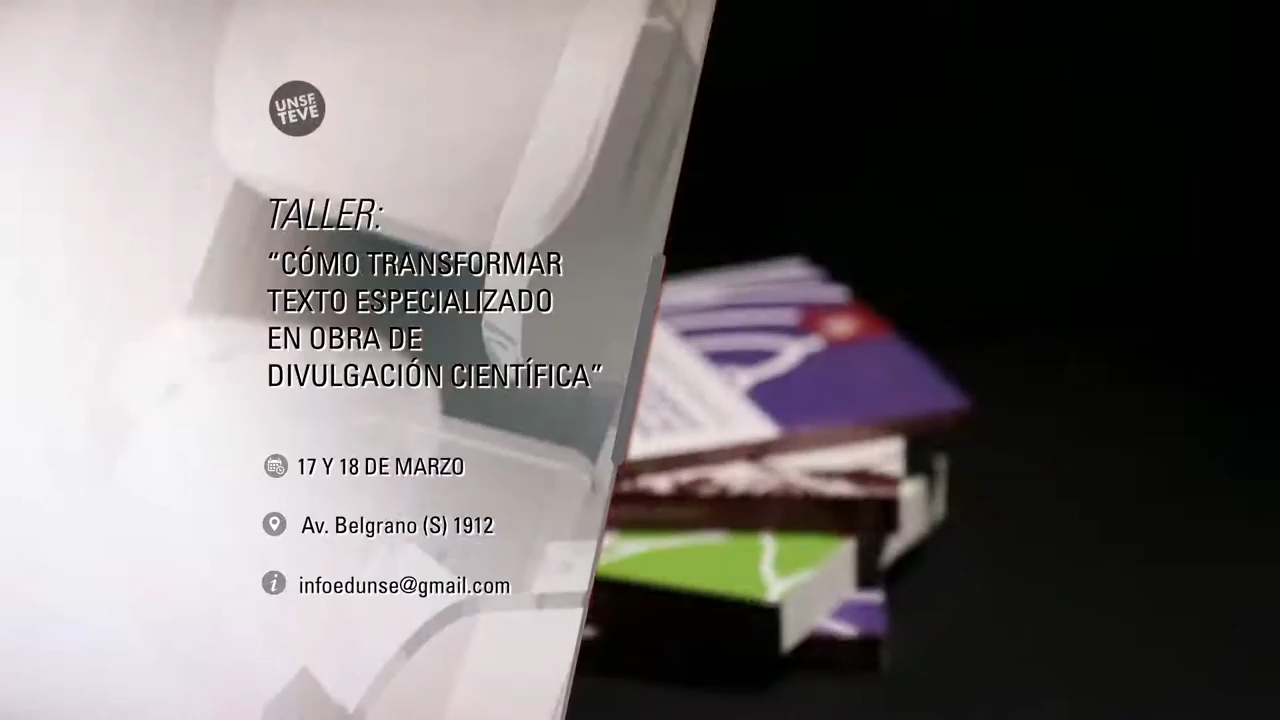 UNSE
TEVE
TALLER:
“CÓMO TRANSFORMAR
TEXTO ESPECIALIZADO
EN OBRA DE
DIVULGACIÓN CIENTÍFICA”
17 Y 18 DE MARZO
Av. Belgrano (S) 1912
infoedunse@gmail.com